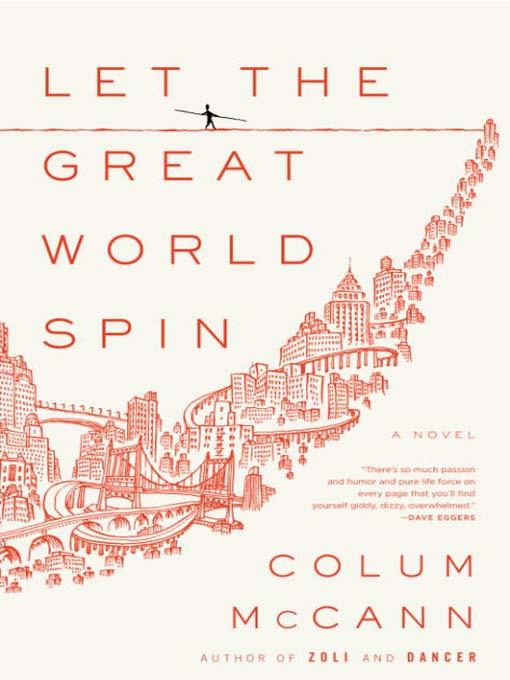 LET THE
GREAT
WORLD
SPIN
A NOVEL
"There's so much passion
and humor and pure life force on
every page that you'll find
yourself giddy, dizzy, overwhelmed."
—DAVE EGGERS
COLUM
McCANN
AUTHOR OF ZOLI AND DANCER